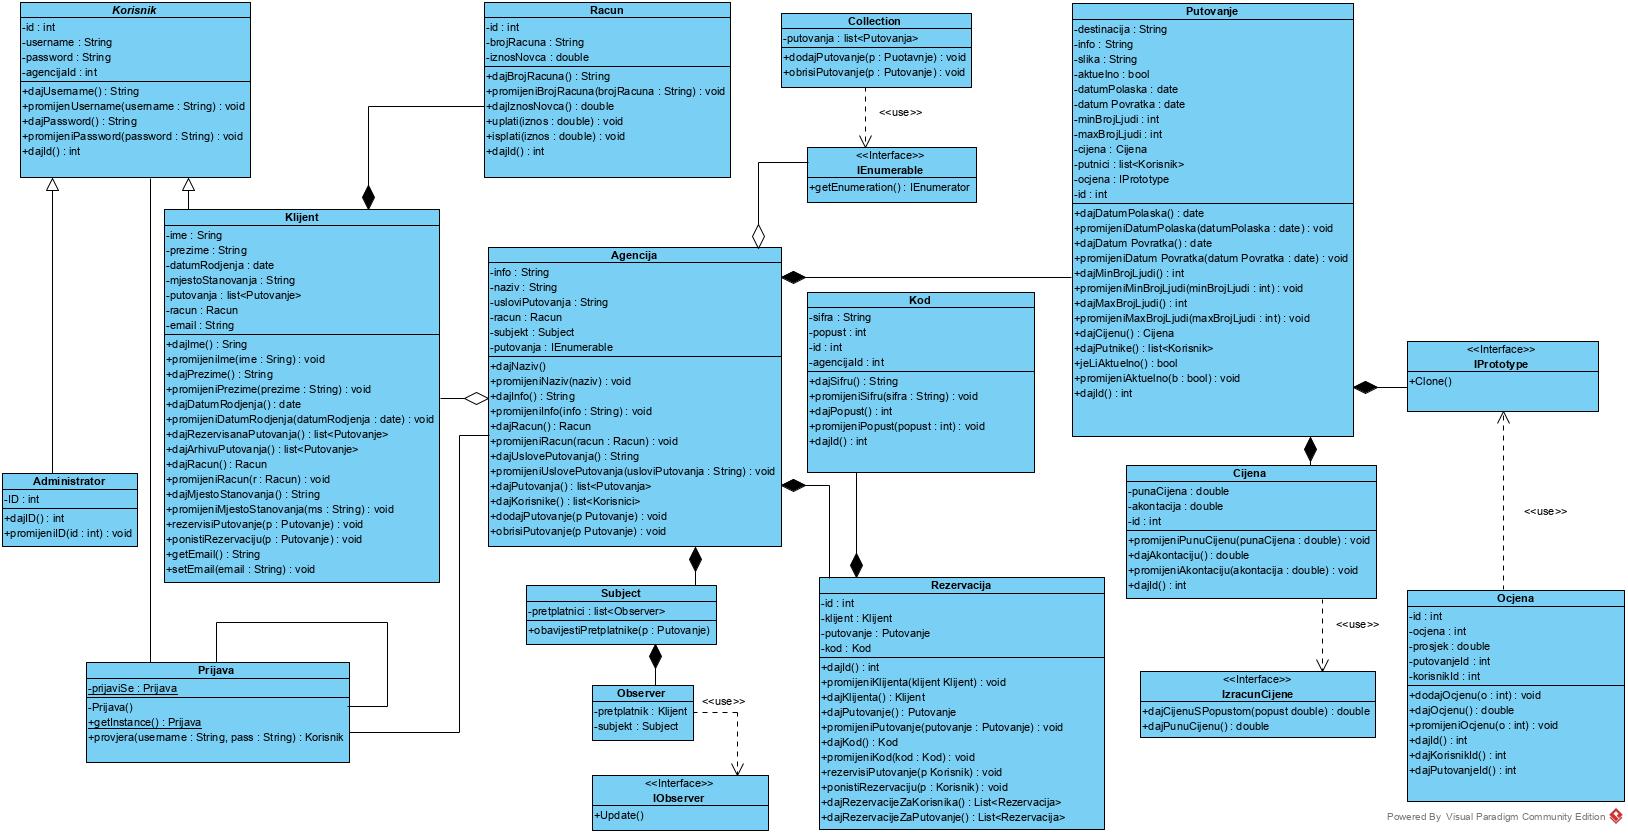 Korisnik
-id : int
-username : String
-password : String
-agencijaId : int
+dajUsername() : String
+promijenUsername(username : String) : void
+dajPassword() : String
+promijeniPassword(password : String) : void
+dajId() : int
Racun
-id : int
-brojRacuna : String
-iznosNovca : double
+dajBrojRacuna() : String
+promijeniBrojRacuna(brojRacuna : String) : void
+dajIznosNovca() : double
+uplati(iznos : double) : void
+isplati(iznos : double) : void
+dajId() : int
Collection
-putovanja : list<Putovanja>
+dodajPutovanje(p : Puotavnje) : void
+obrisiPutovanje(p : Putovanje) : void
<<use>>
<<Interface>>
IEnumerable
+getEnumeration() : IEnumerator
Putovanje
-destinacija : String
-info : String
-slika : String
-aktuelno : bool
-datumPolaska : date
-datum Povratka : date
-minBrojLjudi : int
-maxBrojLjudi : int
-cijena : Cijena
-putnici : list<Korisnik>
-ocjena : IPrototype
-id : int
+dajDatumPolaska() : date
+promijeniDatumPolaska(datumPolaska : date) : void
+dajDatum Povratka() : date
+promijeniDatum Povratka(datum Povratka : date) : void
+dajMinBrojLjudi() : int
+promijeniMinBrojLjudi(minBrojLjudi : int) : void
+dajMaxBrojLjudi() : int
+promijeniMaxBrojLjudi(maxBrojLjudi : int) : void
+dajCijenu() : Cijena
+dajPutnike() : list<Korisnik>
+jeLiAktuelno() : bool
+promijeniAktuelno(b : bool) : void
+dajId() : int
Klijent
-ime : Sring
-prezime : String
-datumRodjenja : date
-mjestoStanovanja : String
-putovanja : list<Putovanje>
-racun : Racun
-email : String
+dajIme() : Sring
+promijeniIme(ime : Sring) : void
+dajPrezime() : String
+promijeniPrezime(prezime : String) : void
+dajDatumRodjenja() : date
+promijeniDatumRodjenja(datumRodjenja : date) : void
+dajRezervisanaPutovanja() : list<Putovanje>
+dajArhivuPutovanja() : list<Putovanje>
+dajRacun() : Racun
+promijeniRacun(r : Racun) : void
+dajMjestoStanovanja() : String
+promijeniMjestoStanovanja(ms : String) : void
+rezervisiPutovanje(p : Putovanje) : void
+ponistiRezervaciju(p : Putovanje) : void
+getEmail() : String
+setEmail(email : String) : void
Agencija
-info : String
-naziv : String
-usloviPutovanja : String
-racun : Racun
-subjekt : Subject
-putovanja : IEnumerable
+dajNaziv()
+promijeniNaziv(naziv) : void
+dajInfo() : String
+promijeniInfo(info : String) : void
+dajRacun() : Racun
+promijeniRacun(racun : Racun) : void
+dajUslovePutovanja() : String
+promijeniUslovePutovanja(usloviPutovanja : String) : void
+dajPutovanja() : list<Putovanja>
+dajKorisnike() : list<Korisnici>
+dodajPutovanje(p Putovanje) : void
+obrisiPutovanje(p Putovanje) : void
Kod
-sifra : String
-popust : int
-id : int
-agencijaId : int
+dajSifru() : String
+promijeniSifru(sifra : String) : void
+dajPopust() : int
+promijeniPopust(popust : int) : void
+dajId() : int
<<Interface>>
IPrototype
+Clone()
Administrator
-ID : int
+dajID() : int
+promijeniID(id : int) : void
Cijena
-punaCijena : double
-akontacija : double
-id : int
+promijeniPunuCijenu(punaCijena : double) : void
+dajAkontaciju() : double
+promijeniAkontaciju(akontacija : double) : void
+dajId() : int
<<use>>
<<use>>
Subject
-pretplatnici : list<Observer>
+obavijestiPretplatnike(p : Putovanje)
Rezervacija
-id : int
-klijent : Klijent
-putovanje : Putovanje
-kod : Kod
+dajId() : int
+promijeniKlijenta(klijent Klijent) : void
+dajKlijenta() : Klijent
+dajPutovanje() : Putovanje
+promijeniPutovanje(putovanje : Putovanje) : void
+dajKod() : Kod
+promijeniKod(kod : Kod) : void
+rezervisiPutovanje(p Korisnik) : void
+ponistiRezervaciju(p : Korisnik) : void
+dajRezervacijeZaKorisnika() : List<Rezervacija>
+dajRezervacijeZaPutovanje() : List<Rezervacija>
Ocjena
-id : int
-ocjena : int
-prosjek : double
-putovanjeId : int
-korisnikId : int
+dodajOcjenu(o : int) : void
+dajOcjenu() : double
+promijeniOcjenu(o : int) : void
+dajId() : int
+dajKorisnikId() : int
+dajPutovanjeId() : int
Prijava
-prijaviSe : Prijava
-Prijava()
+getInstance() : Prijava
+provjera(username : String, pass : String) : Korisnik
Observer
-pretplatnik : Klijent
-subjekt : Subject
<<use>>
<<Interface>>
IzracunCijene
+dajCijenuSPopustom(popust double) : double
+dajPunuCijenu() : double
<<Interface>>
IObserver
+Update()
Powered By Visual Paradigm Community Edition